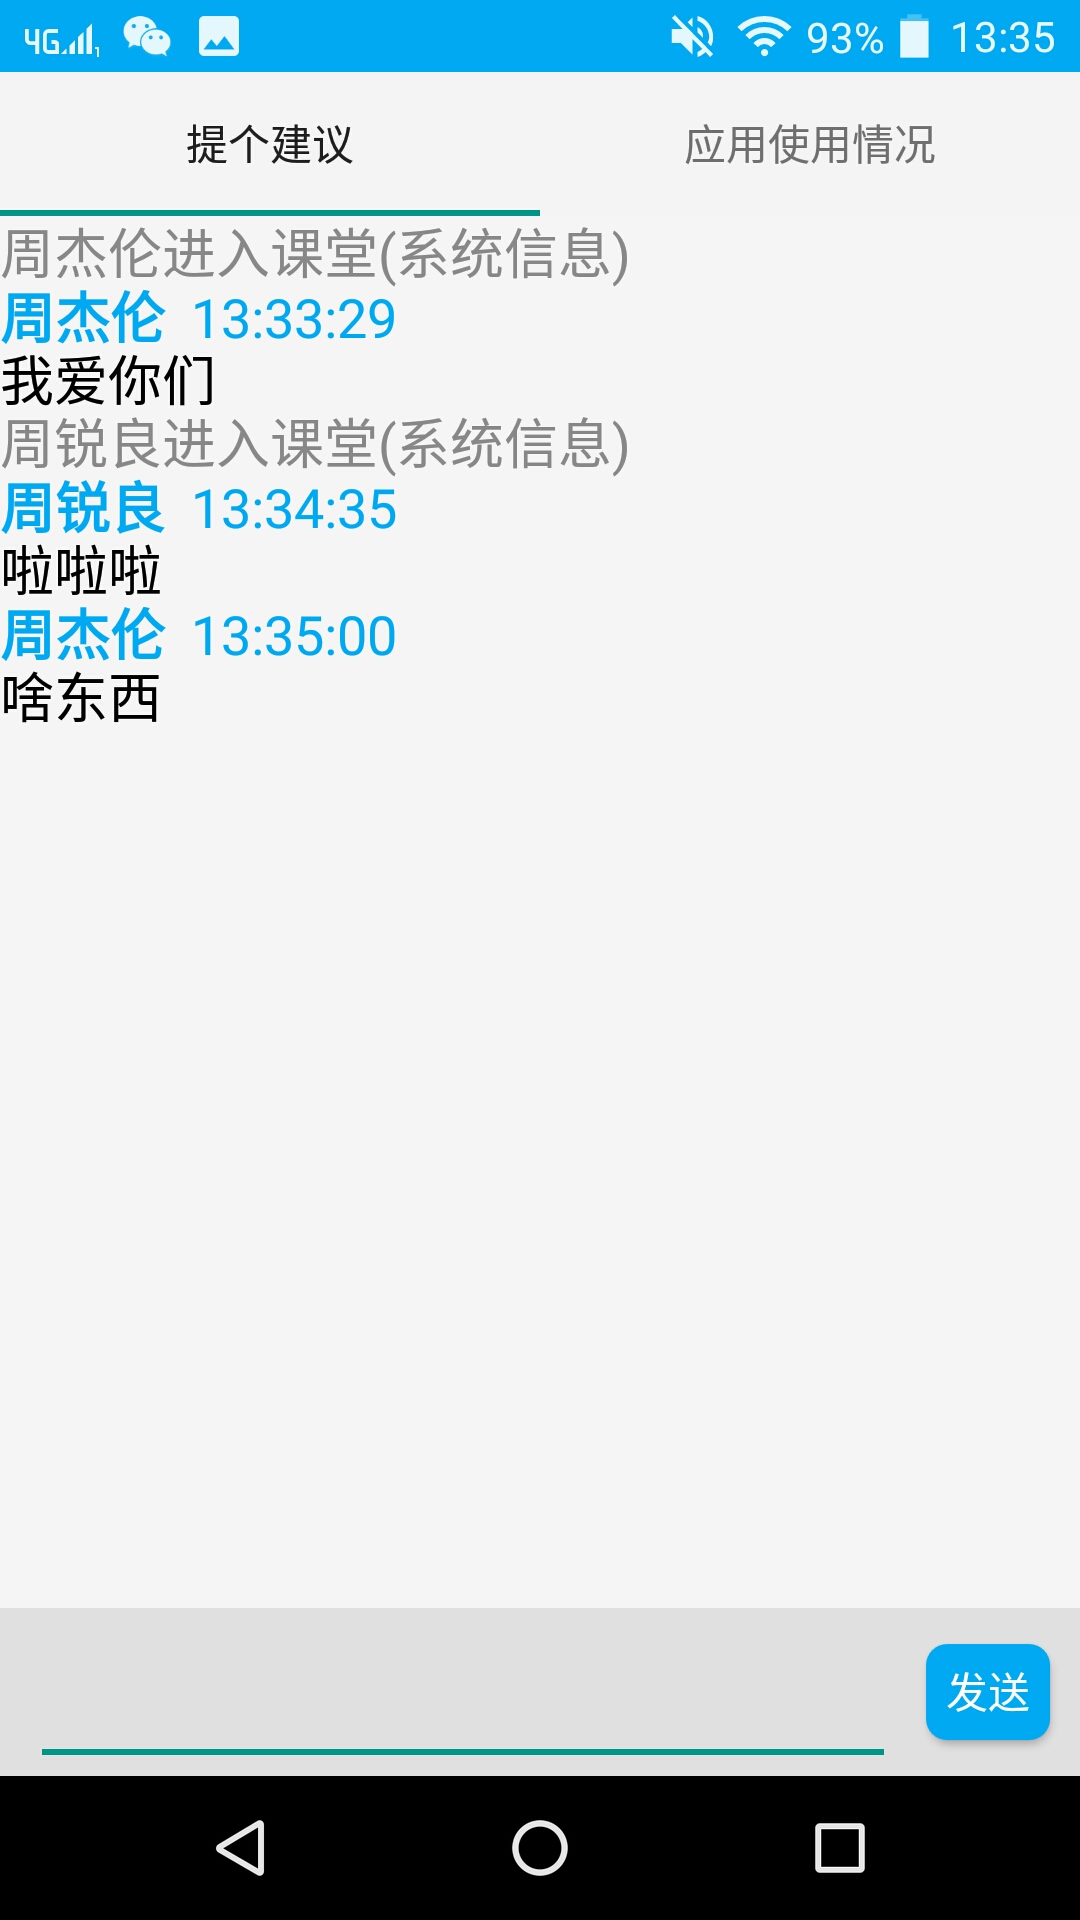 4G 1 93% 13:35
提个建议 应用使用情况
周杰伦进入课堂(系统信息)
周杰伦 13:33:29
我爱你们
周锐良进入课堂(系统信息)
周锐良 13:34:35
啦啦啦
周杰伦 13:35:00
啥东西
发送